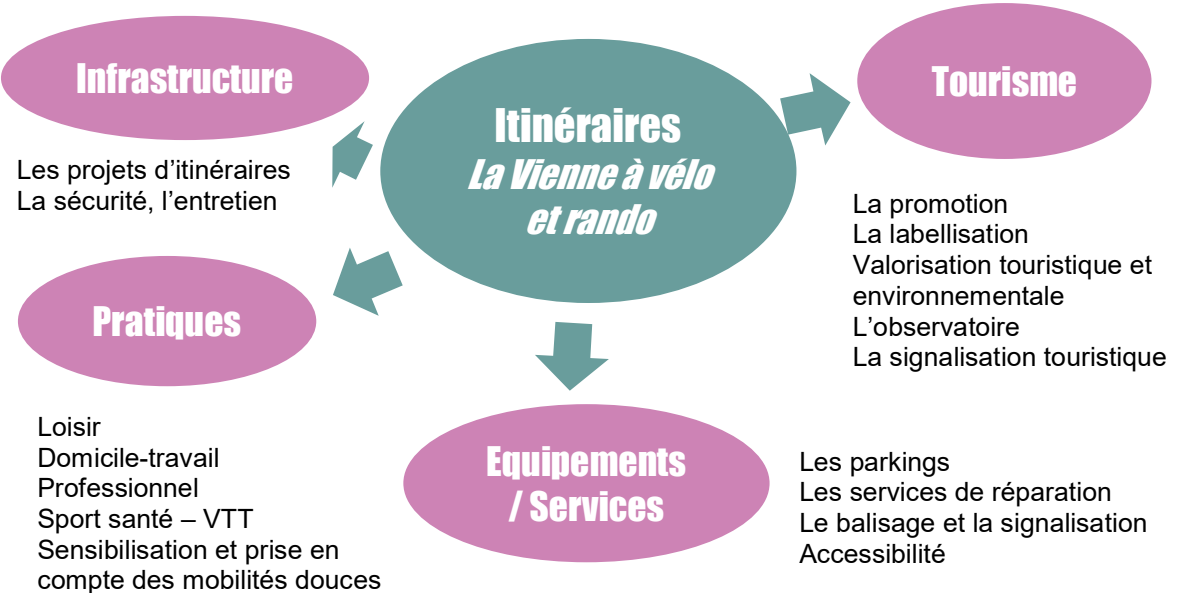 Infrastructure
Les projets d’itinéraires
La sécurité, l’entretien
Itinéraires
La Vienne à vélo
et rando
Tourisme
La promotion
La labellisation
Valorisation touristique et
environnementale
L’observatoire
La signalisation touristique
Pratiques
Loisir
Domicile-travail
Professionnel
Sport santé – VTT
Sensibilisation et prise en
compte des mobilités douces
Equipements
/ Services
Les parkings
Les services de réparation
Le balisage et la signalisation
Accessibilité